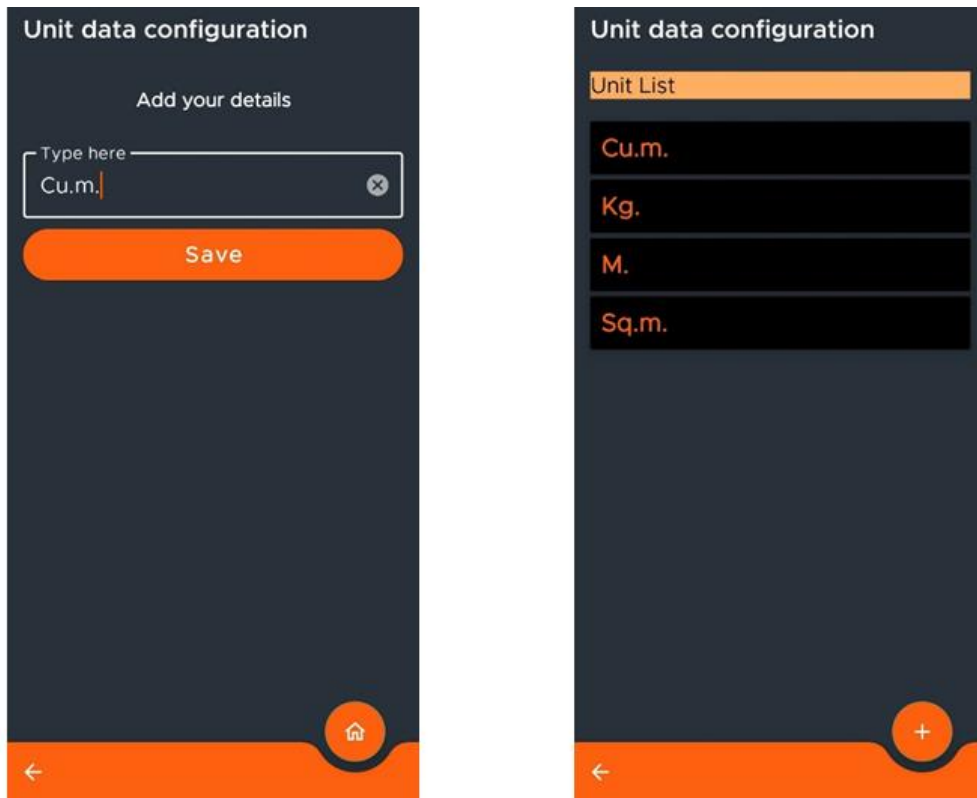 Unit data configuration
Add your details
Type here
Cu.m.
Save
Unit data configuration
Unit List
Cu.m.
Kg.
M.
Sq.m.